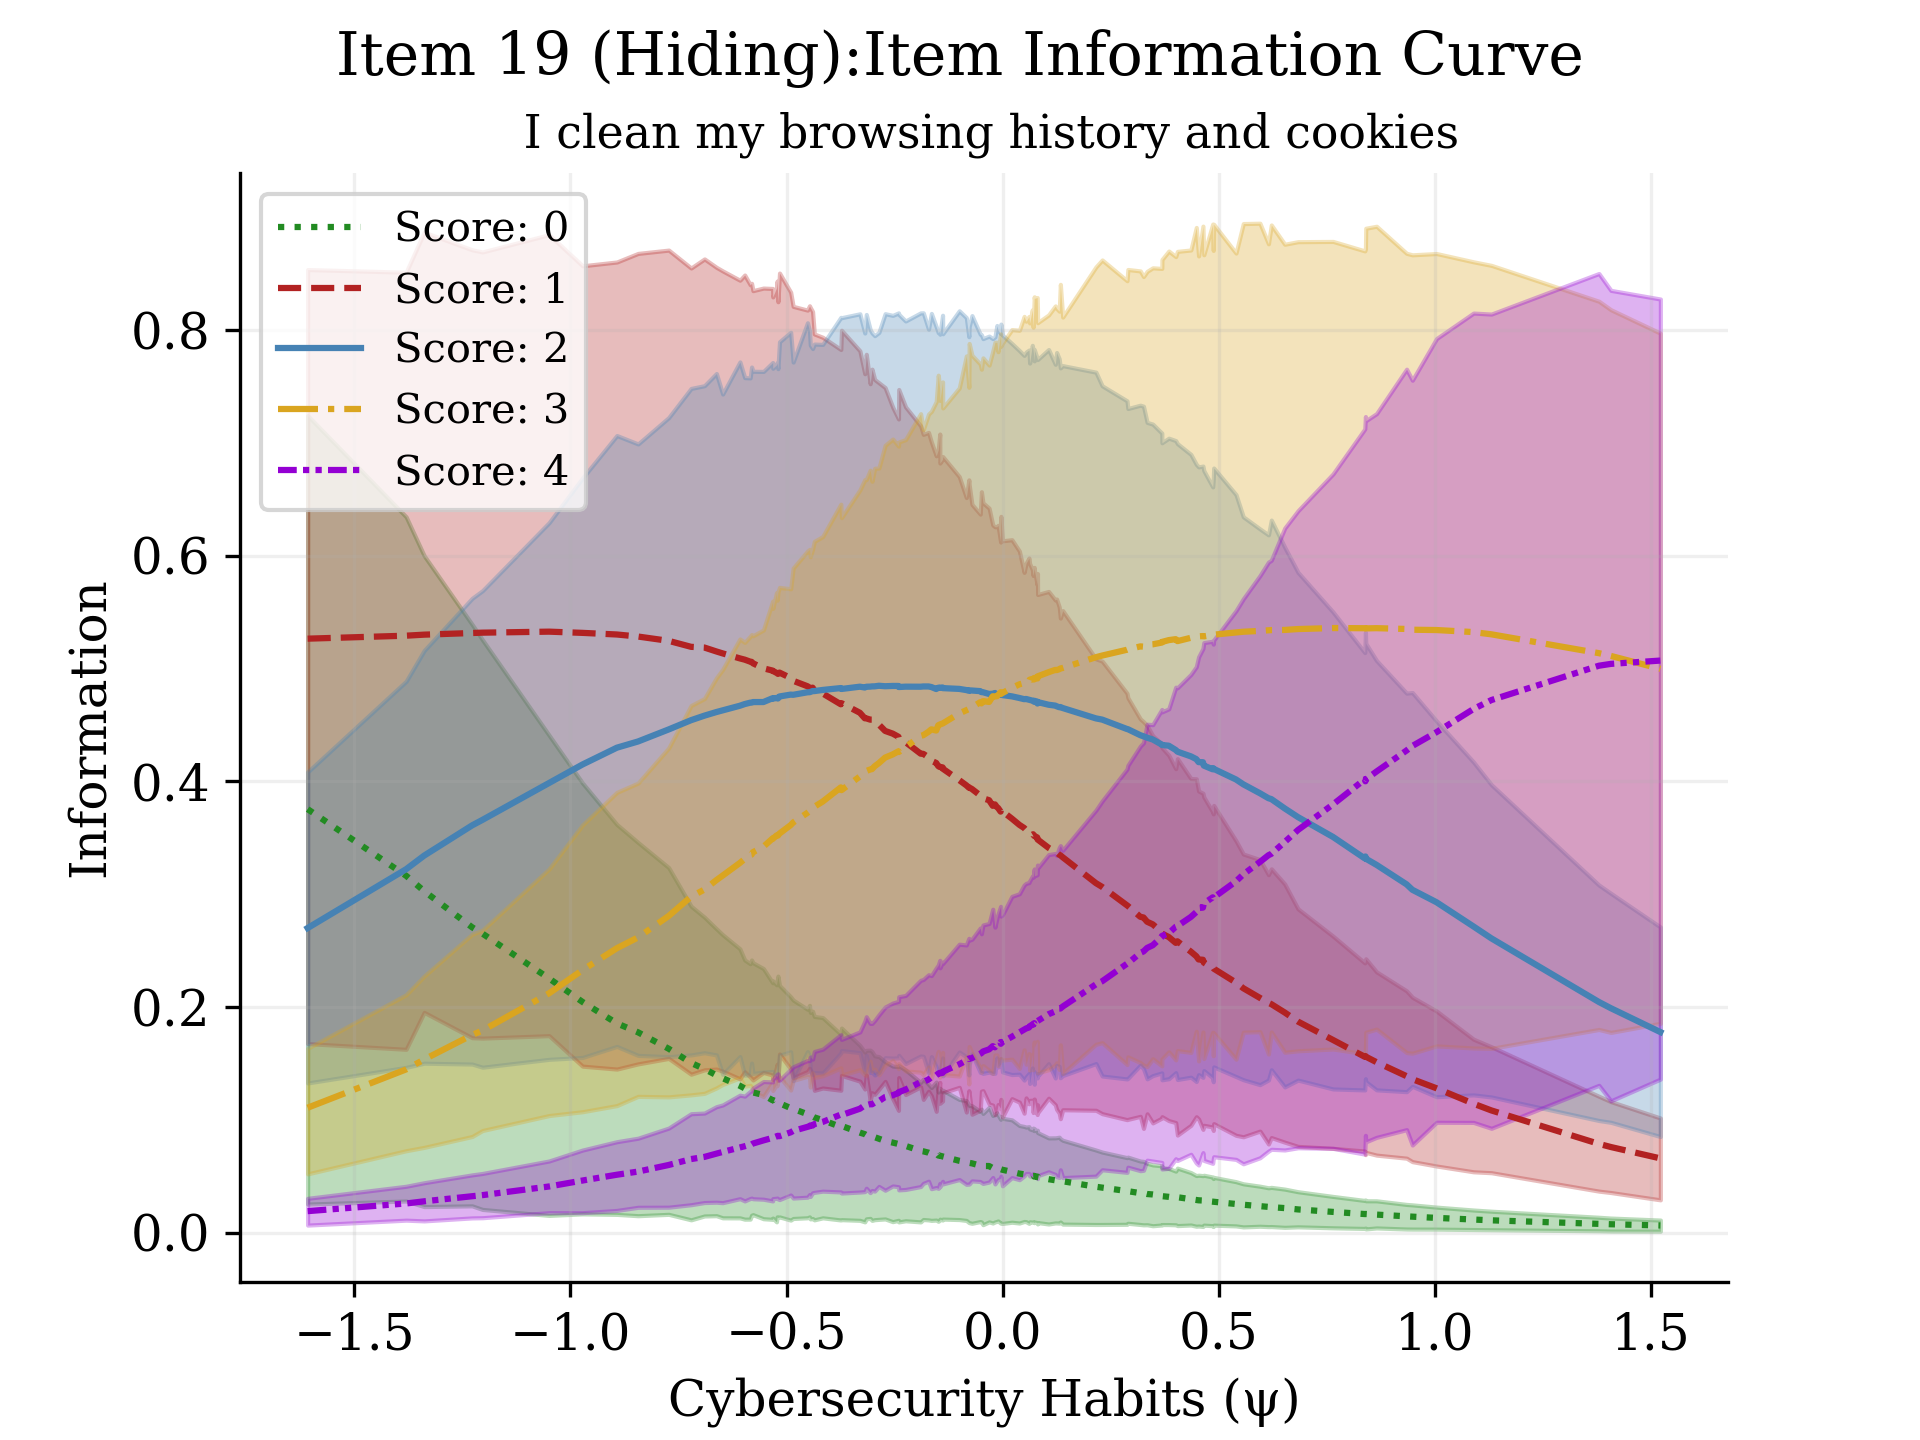 Item 19 (Hiding):Item Information Curve
I clean my browsing history and cookies
Score: 0
Score: 1
Score: 2
Score: 3
Score: 4
Information
0.8
0.6
0.4
0.2
0.0
−1.5 −1.0 −0.5 0.0 0.5 1.0 1.5
Cybersecurity Habits (ψ)